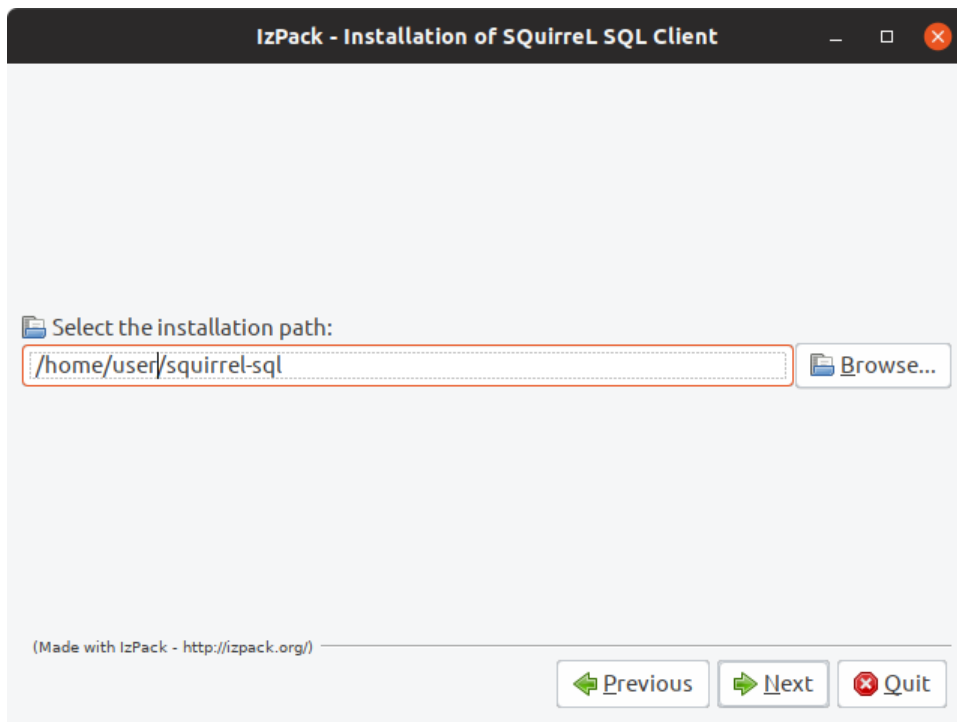 IzPack - Installation of SQuirreL SQL Client
Select the installation path:
/home/user/squirrel-sql
Browse...
(Made with IzPack - http://izpack.org/)
Previous Next Quit